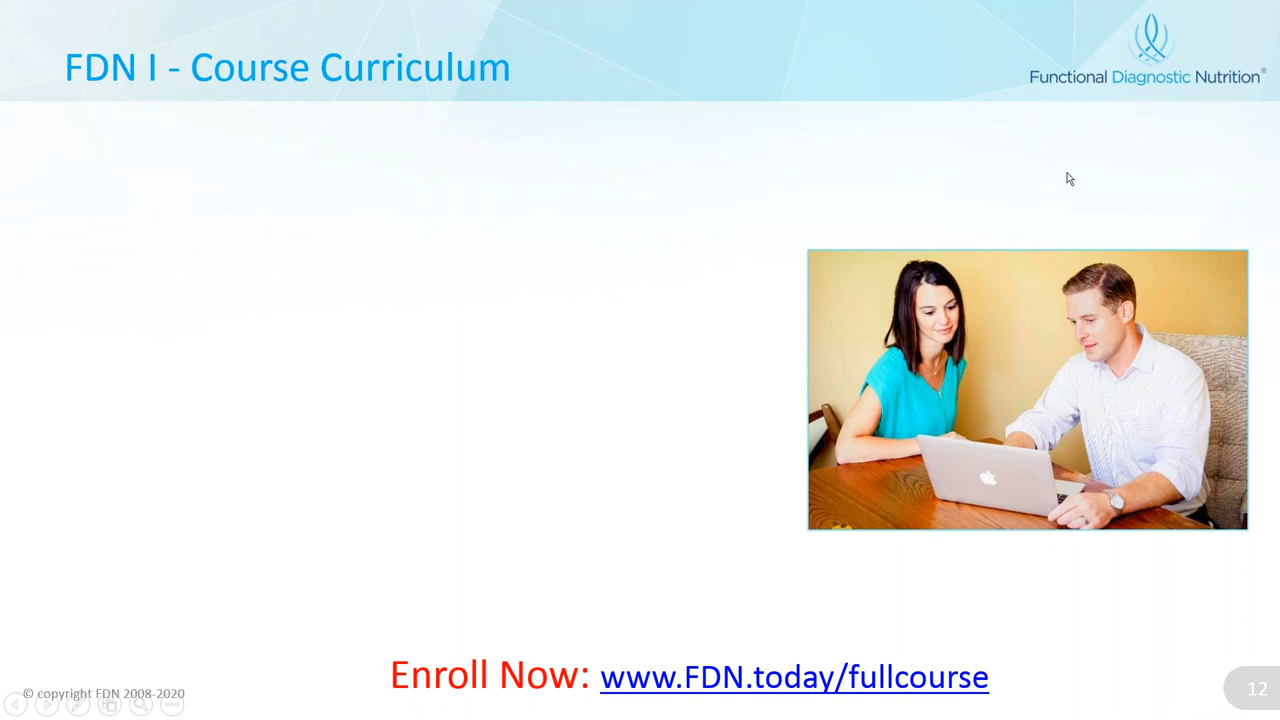 FDN I - Course Curriculum
Functional Diagnostic Nutrition®
Enroll Now: www.FDN.today/fullcourse
© copyright FDN 2008-2020
12